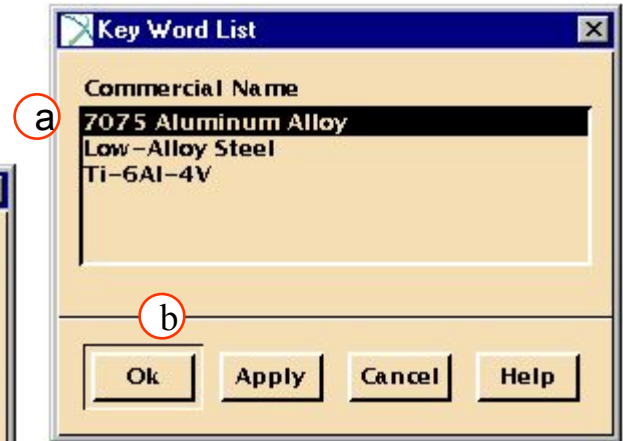 Key Word List
Commercial Name
a
7075 Aluminum Alloy
Low-Alloy Steel
Ti-6Al-4V
b
Ok Apply Cancel Help